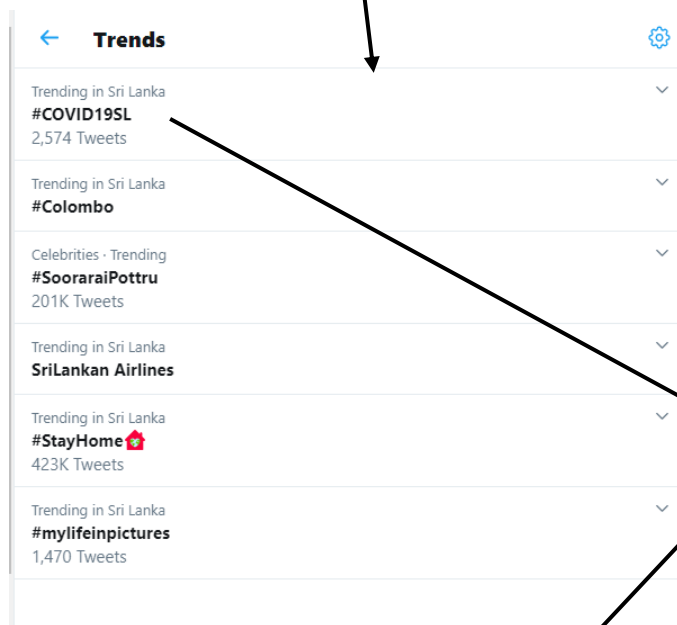 Trends
Trending in Sri Lanka
#COVID19SL
2,574 Tweets
Trending in Sri Lanka
#Colombo
Celebrities · Trending
#SooraraiPottru
201K Tweets
Trending in Sri Lanka
SriLankan Airlines
Trending in Sri Lanka
#StayHome
423K Tweets
Trending in Sri Lanka
#mylifeinpictures
1,470 Tweets